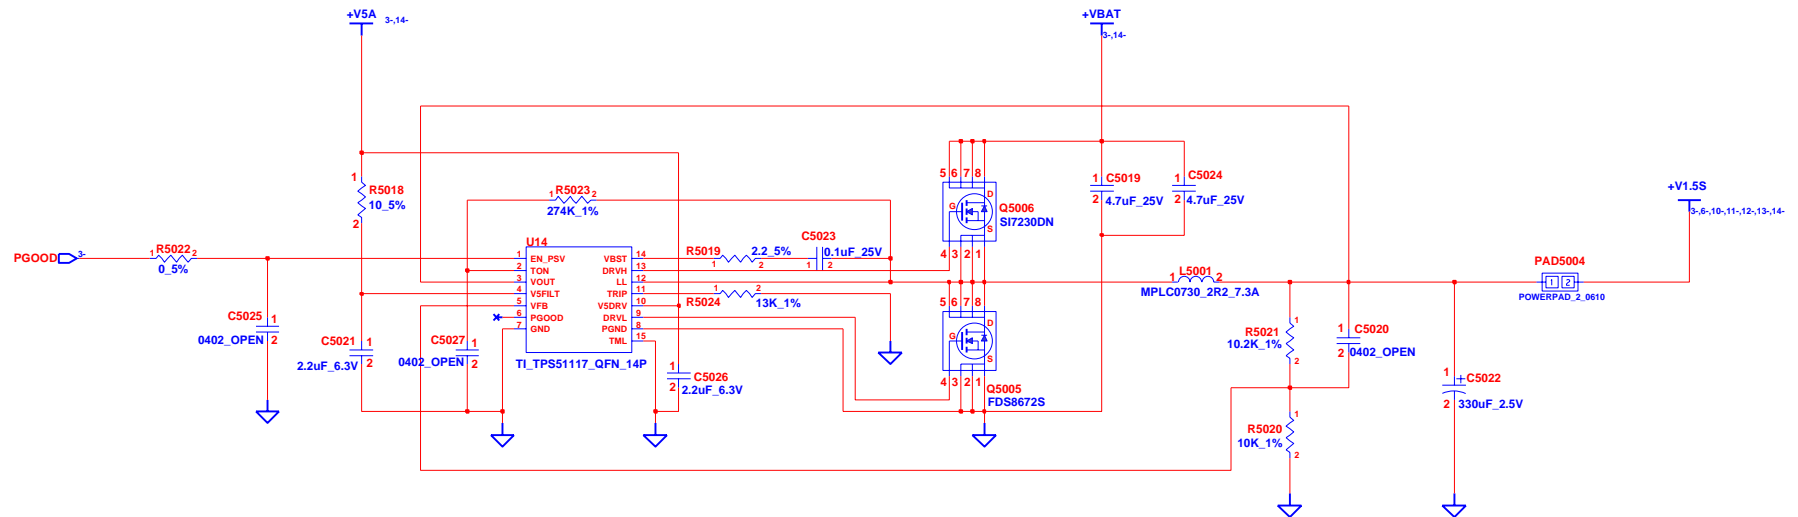 +V5A 3-,14-
+VBAT
3-,14-
+V1.5S
3-,6-,10-,11-,12-,13-,14-
PGOOD 3-
1 R5022 2
0_5%
C5025
1
2
0402_OPEN
1
R5018
10_5%
2
C5021
1
2
2.2uF_6.3V
R5023
1 2
274K_1%
C5027
1
2
0402_OPEN
U14
1 EN_PSV VBST 14
2 TON DRVH 13
3 VOUT LL 12
4 V5FILT TRIP 11
5 VFB V5DRV 10
6 PGOOD DRVL 9
7 GND PGND 8
TML 15
TI_TPS51117_QFN_14P
1
C5026
2
2.2uF_6.3V
R5019
2.2_5%
1 2
C5023
0.1uF_25V
1 2
R5024
1 2
13K_1%
5 6 7 8
D
G
S
4 3 2 1
Q5006
SI7230DN
5 6 7 8
D
G
S
4 3 2 1
Q5005
FDS8672S
1
C5019
2
4.7uF_25V
1
C5024
2
4.7uF_25V
1 L5001 2
MPLC0730_2R2_7.3A
1
R5021
10.2K_1%
2
1
C5020
2
0402_OPEN
1
R5020
10K_1%
2
1
+
C5022
2
330uF_2.5V
PAD5004
1 2
POWERPAD_2_0610